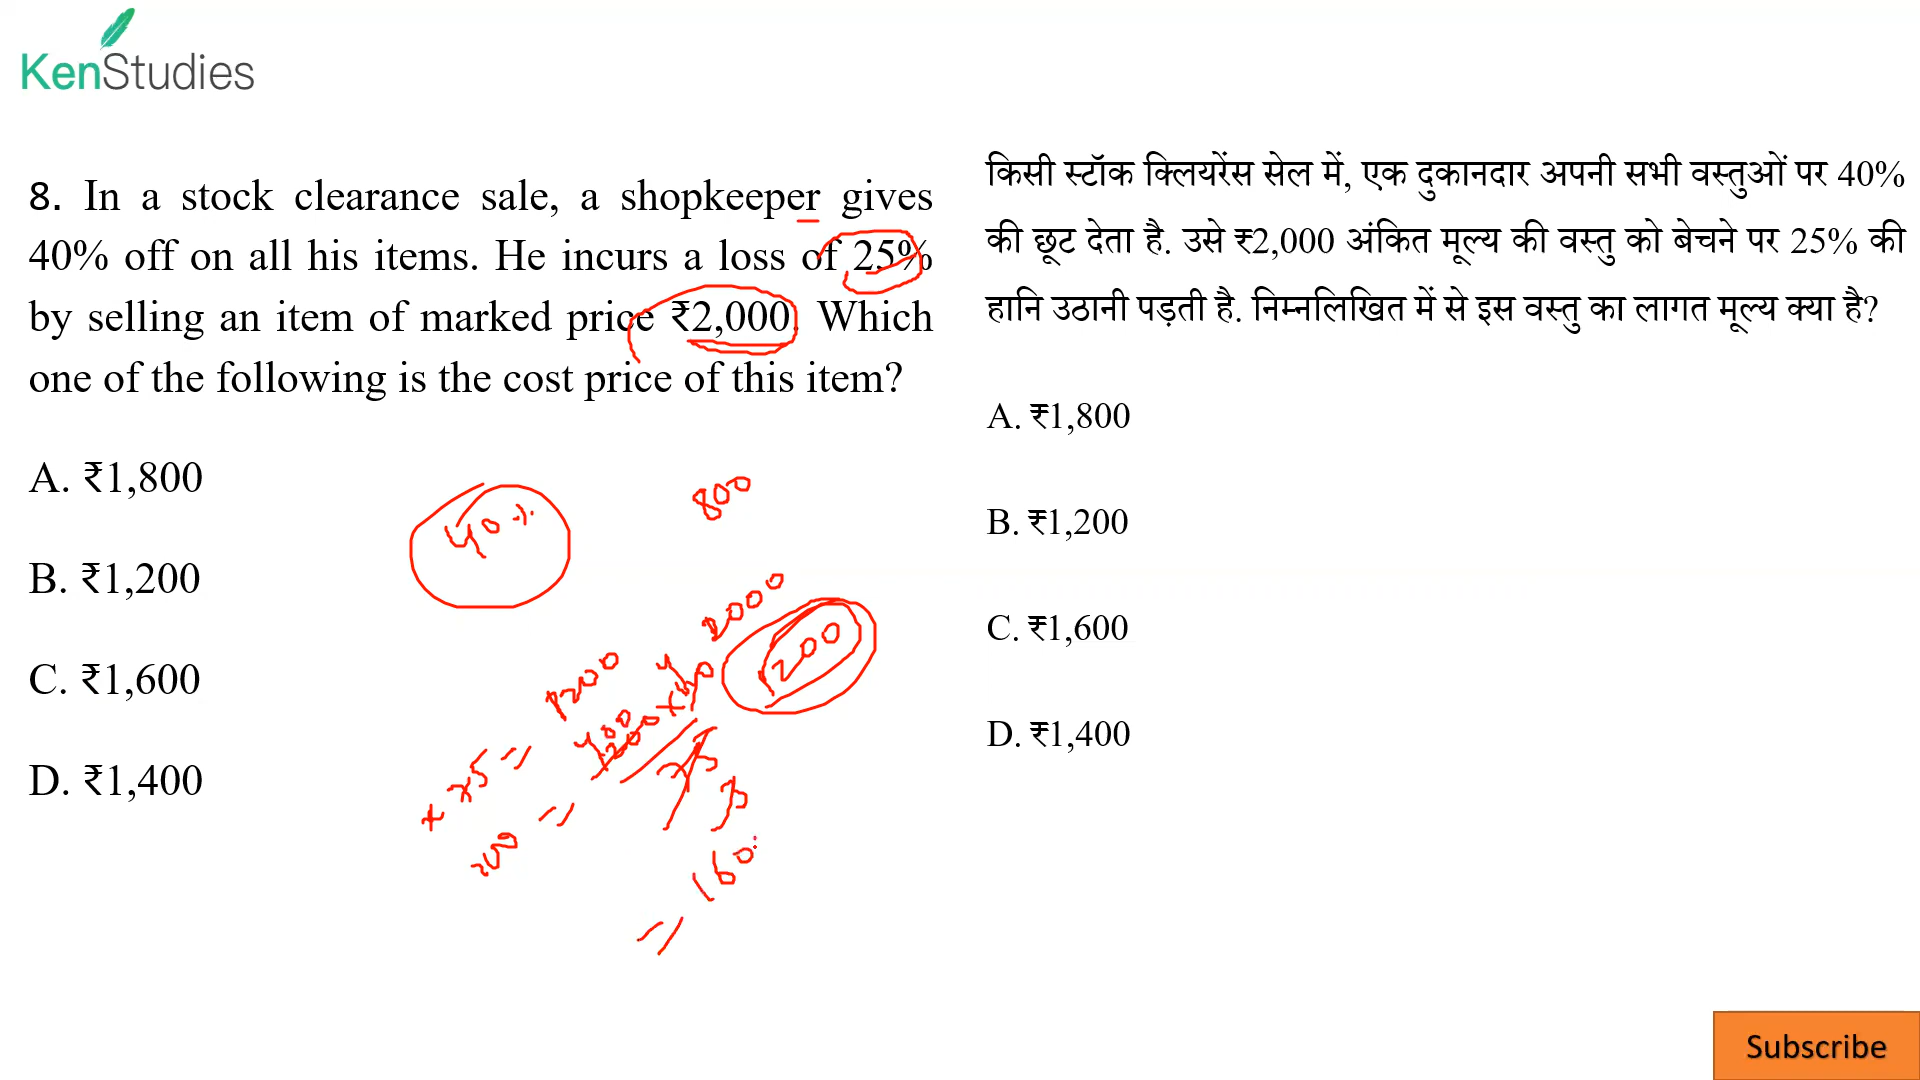 KenStudies
8. In a stock clearance sale, a shopkeeper gives
40% off on all his items. He incurs a loss of 25%
by selling an item of marked price ₹2,000. Which
one of the following is the cost price of this item?
A. ₹1,800
B. ₹1,200
C. ₹1,600
D. ₹1,400
किसी स्टॉक क्लियरेंस सेल में, एक दुकानदार अपनी सभी वस्तुओं पर 40%
की छूट देता है. उसे ₹2,000 अंकित मूल्य की वस्तु को बेचने पर 25% की
हानि उठानी पड़ती है. निम्नलिखित में से इस वस्तु का लागत मूल्य क्या है?
A. ₹1,800
B. ₹1,200
C. ₹1,600
D. ₹1,400
40%
800
2000
200
1200
75 =
= 160
Subscribe